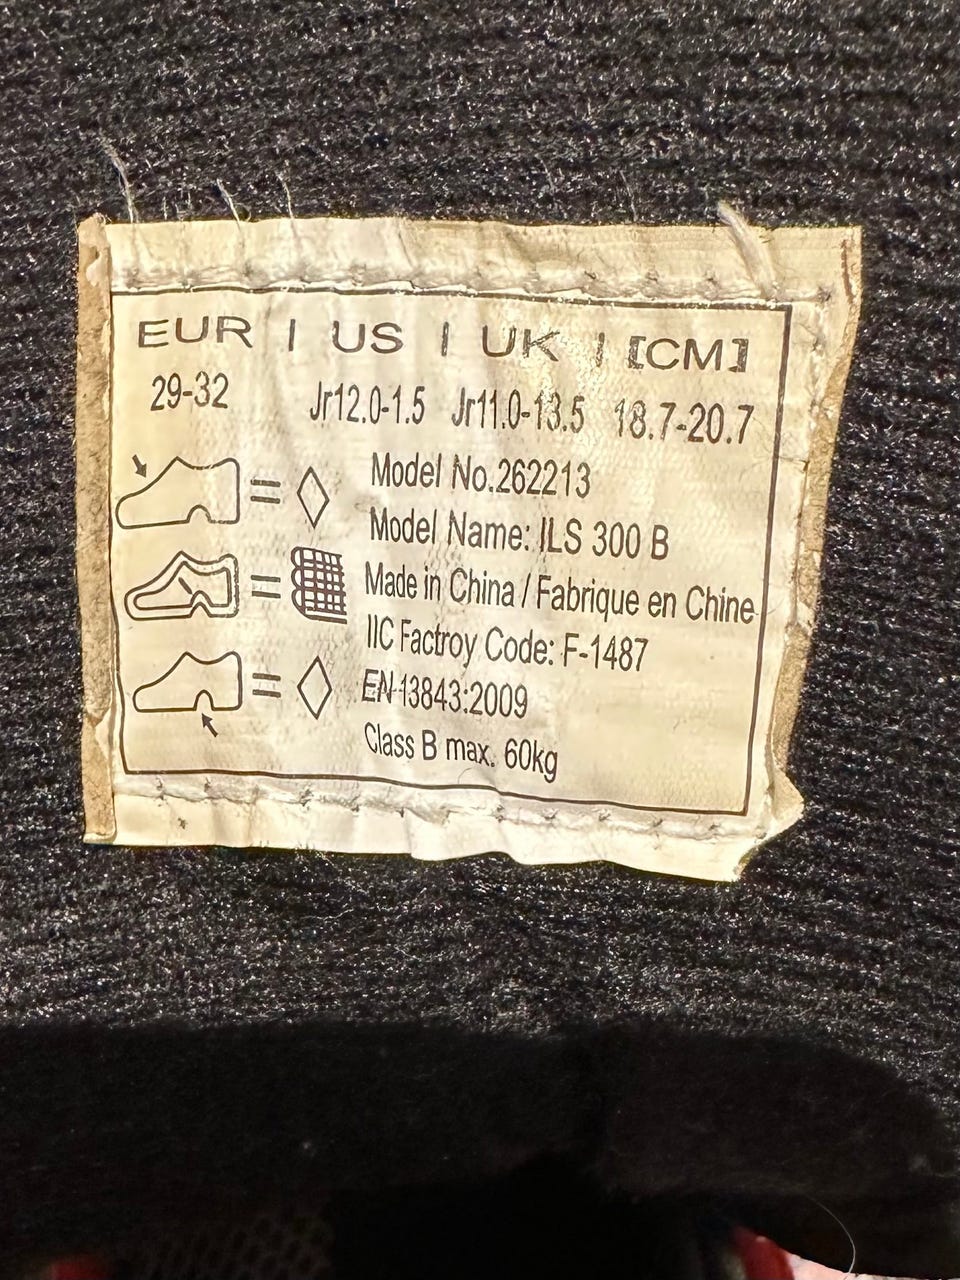 EUR | US | UK | [CM]
29-32 Jr12.0-1.5 Jr11.0-13.5 18.7-20.7
Model No.262213
Model Name: ILS 300 B
Made in China / Fabrique en Chine
IIC Factroy Code: F-1487
EN-13843:2009
Class B max. 60kg